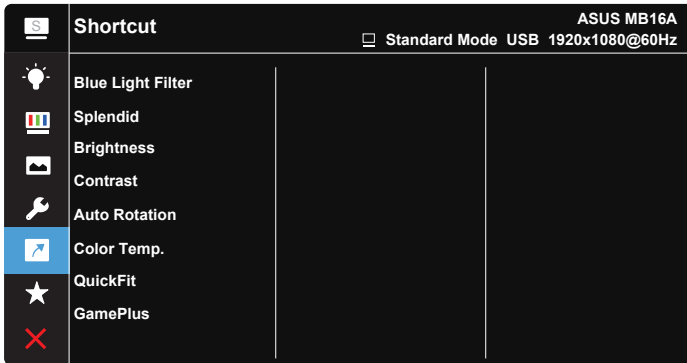 S
Shortcut
ASUS MB16A
Standard Mode USB 1920x1080@60Hz
Blue Light Filter
Splendid
Brightness
Contrast
Auto Rotation
Color Temp.
QuickFit
GamePlus